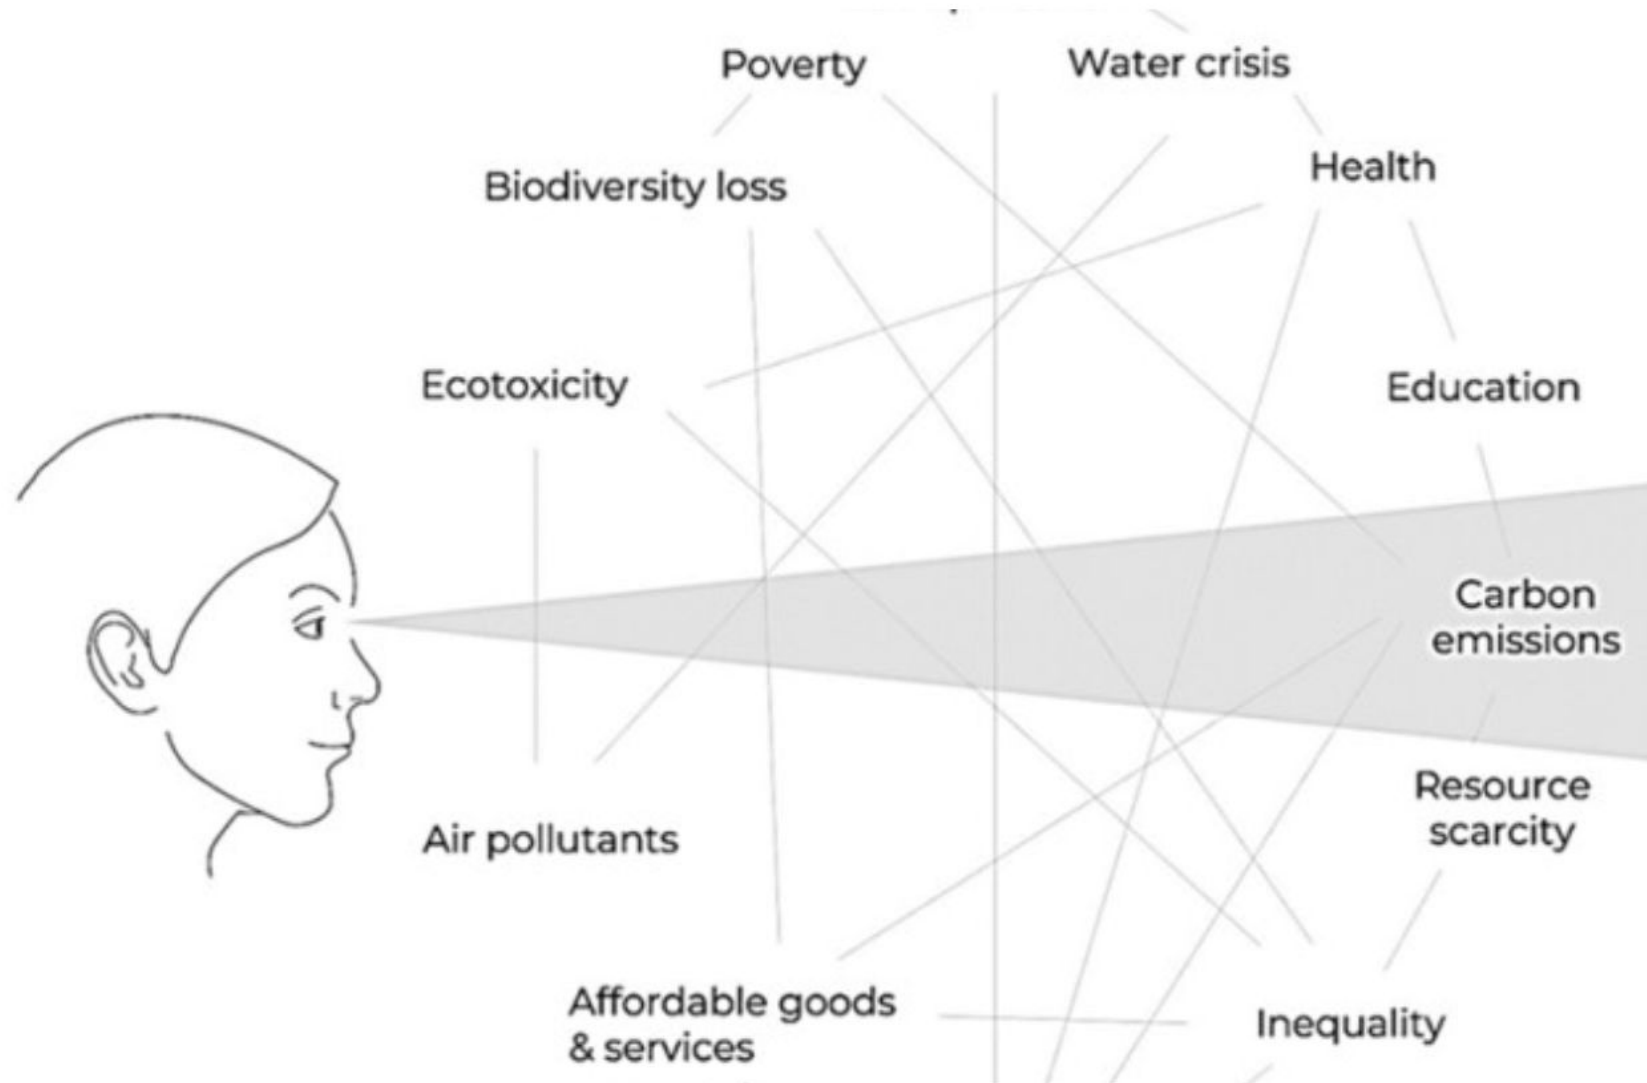 Poverty
Water crisis
Health
Biodiversity loss
Ecotoxicity
Education
Carbon
emissions
Resource
scarcity
Air pollutants
Affordable goods
& services
Inequality